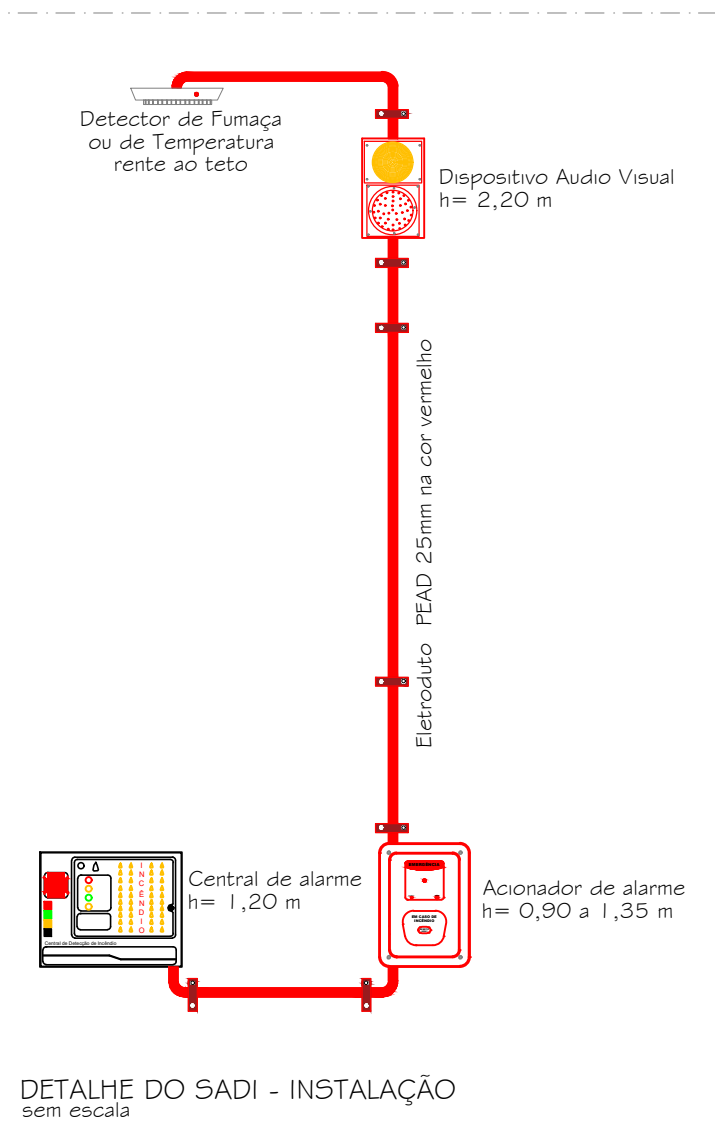 Detector de Fumaça
ou de Temperatura
rente ao teto
Dispositivo Audio Visual
h= 2,20 m
Eletroduto PEAD 25mm na cor vermelho
INCÊNDIO
Central de Detecção de Incêndio
Central de alarme
h= 1,20 m
EMERGÊNCIA
EM CASO DE
INCÊNDIO
Acionador de alarme
h= 0,90 a 1,35 m
DETALHE DO SADI - INSTALAÇÃO
sem escala